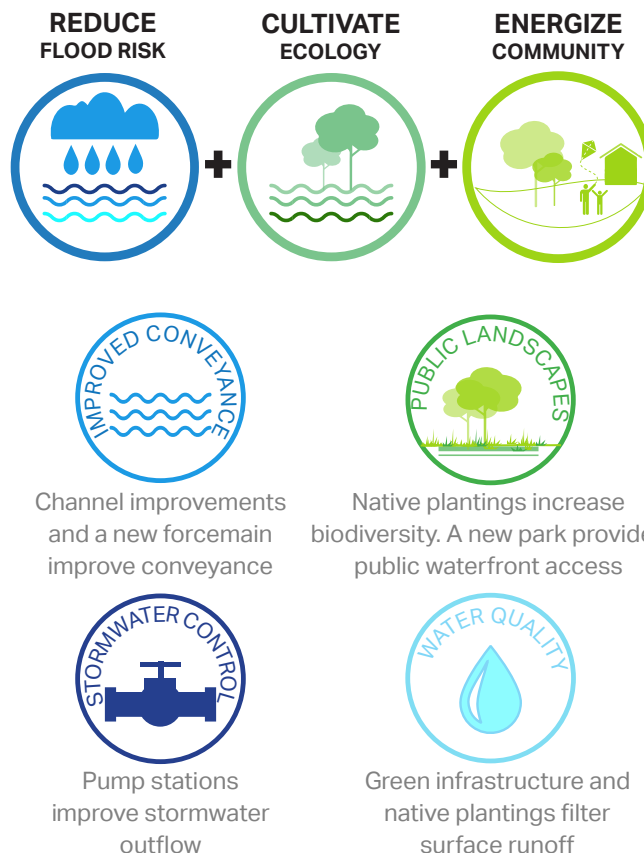 REDUCE
FLOOD RISK
CULTIVATE
ECOLOGY
ENERGIZE
COMMUNITY
IMPROVED CONVEYANCE
Channel improvements
and a new forcemain
improve conveyance
PUBLIC LANDSCAPES
Native plantings increase
biodiversity. A new park
public waterfront access
STORMWATER CONTROL
Pump stations
improve stormwater
outflow
WATER QUALITY
Green infrastructure and
native plantings filter
surface runoff